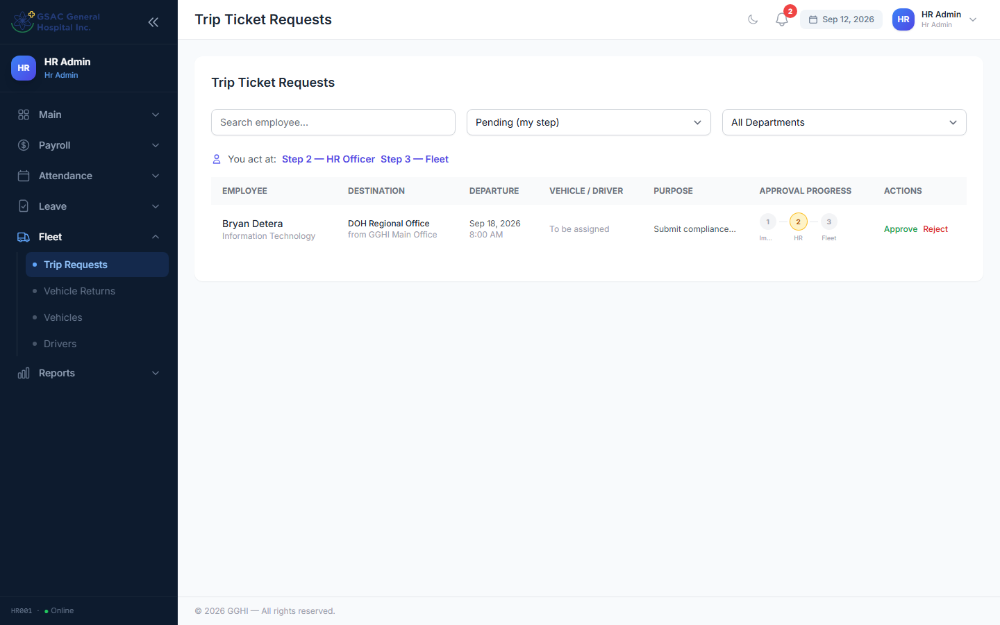 GSAC General
Hospital Inc.
HR
HR Admin
Hr Admin
Main
Payroll
Attendance
Leave
Fleet
Trip Requests
Vehicle Returns
Vehicles
Drivers
Reports
HR001 · Online
Trip Ticket Requests
2
Sep 12, 2026
HR
HR Admin
Hr Admin
Trip Ticket Requests
Search employee...
Pending (my step)
All Departments
You act at: Step 2 — HR Officer Step 3 — Fleet
EMPLOYEE DESTINATION DEPARTURE VEHICLE / DRIVER PURPOSE APPROVAL PROGRESS ACTIONS
Bryan Detera
Information Technology
DOH Regional Office
from GGHI Main Office
Sep 18, 2026
8:00 AM
To be assigned
Submit compliance...
1 2 3
Im... HR Fleet
Approve Reject
© 2026 GGHI — All rights reserved.